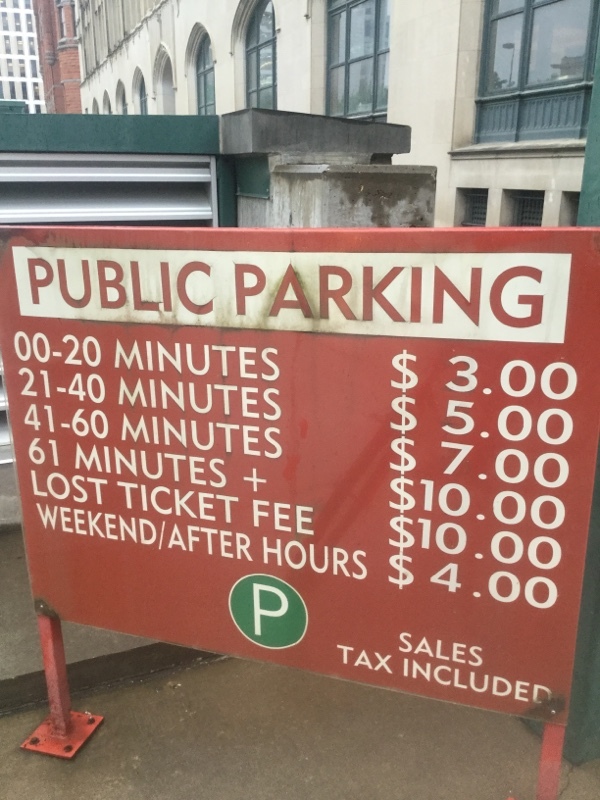 PUBLIC PARKING
00-20 MINUTES $ 3.00
21-40 MINUTES $ 5.00
41-60 MINUTES $ 7.00
61 MINUTES + $10.00
LOST TICKET FEE $10.00
WEEKEND/AFTER HOURS $ 4.00
P
SALES
TAX INCLUDED